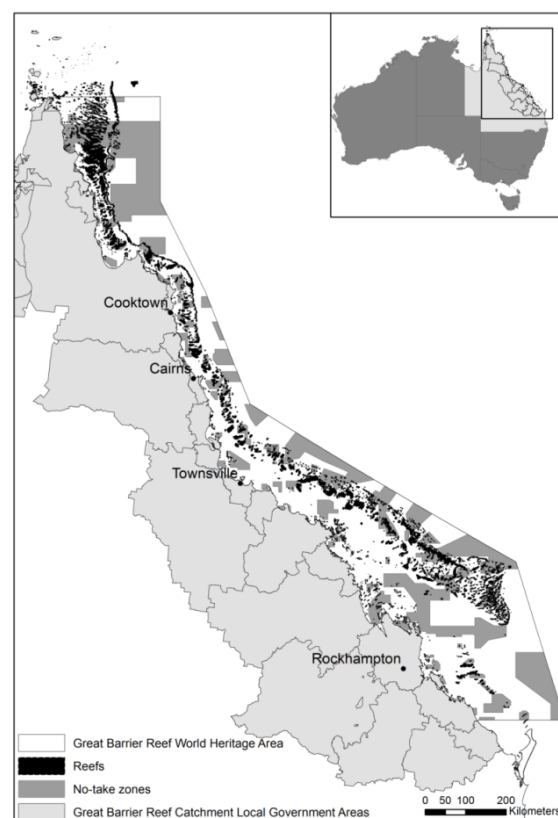 Cooktown
Cairns
Townsville
Rockhampton
Great Barrier Reef World Heritage Area
Reefs
No-take zones
Great Barrier Reef Catchment Local Government Areas
0 50 100 200
Kilometers